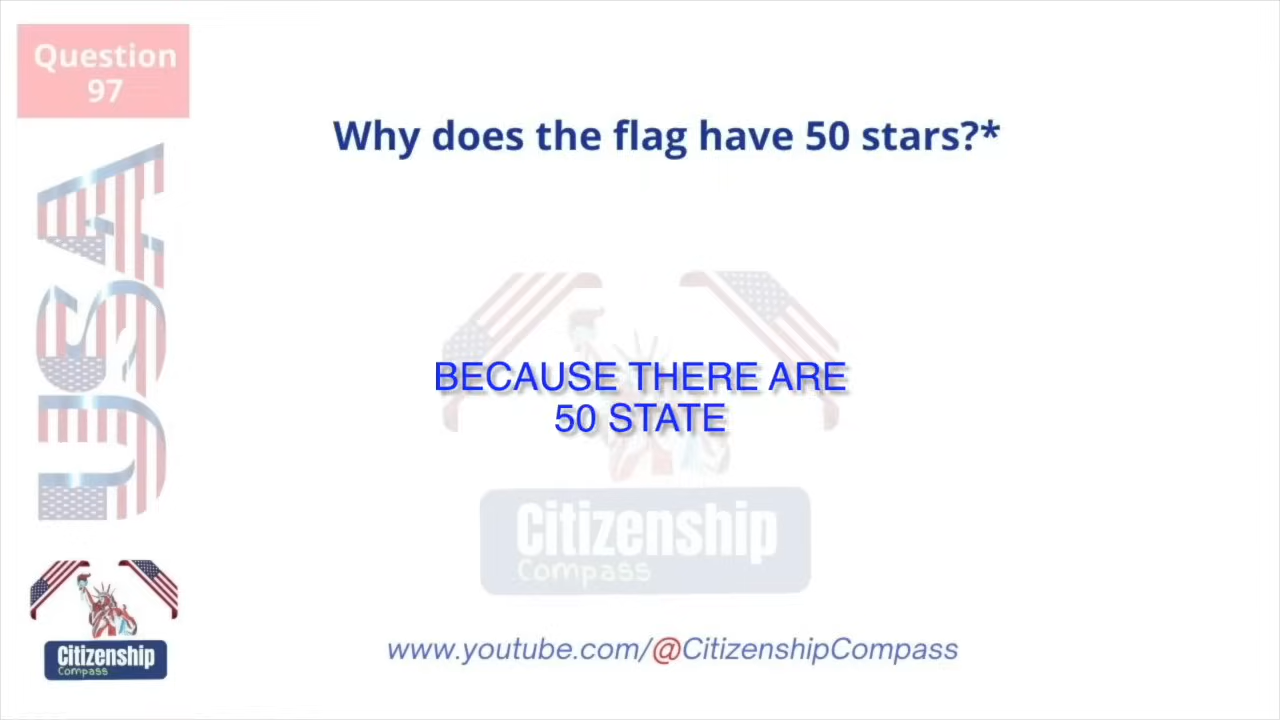 Question
97
Why does the flag have 50 stars?*
USA
BECAUSE THERE ARE
50 STATE
Citizenship
Compass
Citizenship
Compass
www.youtube.com/@CitizenshipCompass